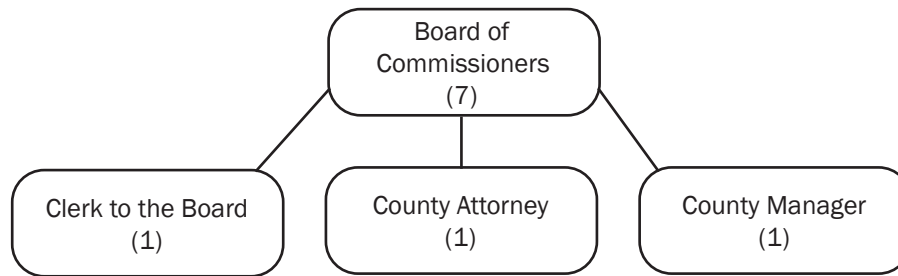 Board of
Commissioners
(7)
Clerk to the Board
(1)
County Attorney
(1)
County Manager
(1)